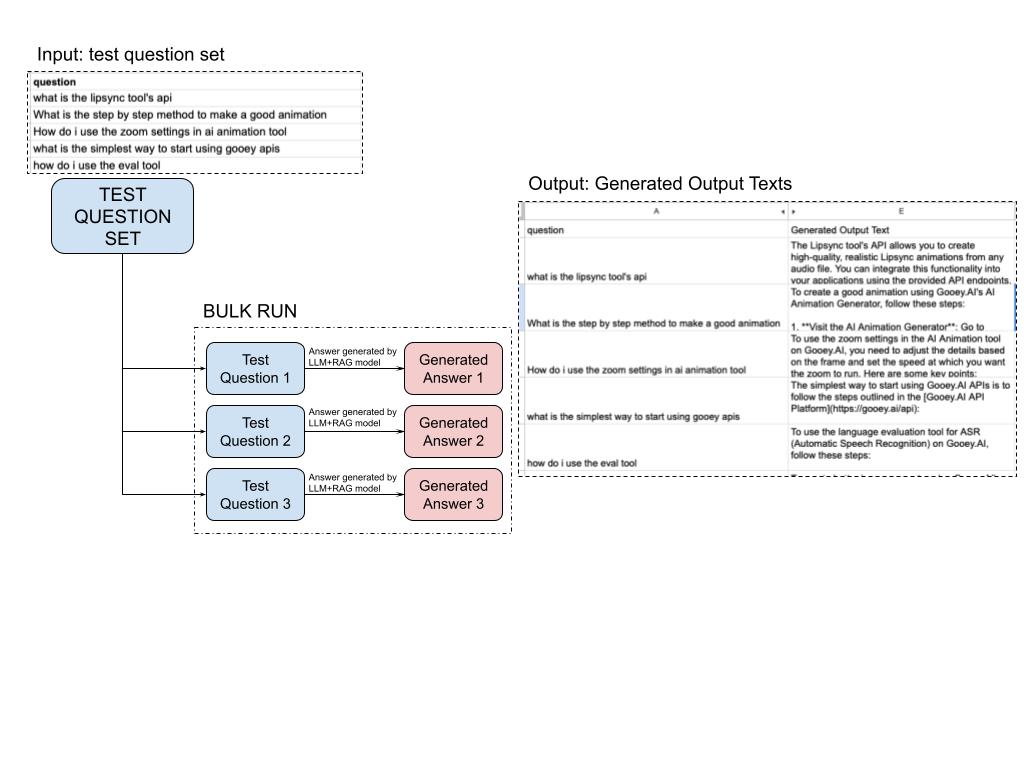 Input: test question set
question
what is the lipsync tool's api
What is the step by step method to make a good animation
How do i use the zoom settings in ai animation tool
what is the simplest way to start using gooey apis
how do i use the eval tool
TEST
QUESTION
SET
BULK RUN
Test
Question 1
Answer generated by
LLM+RAG model
Generated
Answer 1
Test
Question 2
Answer generated by
LLM+RAG model
Generated
Answer 2
Test
Question 3
Answer generated by
LLM+RAG model
Generated
Answer 3
Output: Generated Output Texts
A
E
question
Generated Output Text
what is the lipsync tool's api
The Lipsync tool's API allows you to create
high-quality, realistic Lipsync animations from any
audio file. You can integrate this functionality into
your applications using the provided API endpoints.
What is the step by step method to make a good animation
To create a good animation using Gooey.AI's AI
Animation Generator, follow these steps:
1. **Visit the AI Animation Generator**: Go to
How do i use the zoom settings in ai animation tool
To use the zoom settings in the AI Animation tool
on Gooey.AI, you need to adjust the details based
on the frame and set the speed at which you want
the zoom to run. Here are some key points:
what is the simplest way to start using gooey apis
The simplest way to start using Gooey.AI APIs is to
follow the steps outlined in the [Gooey.AI API
Platform](https://gooey.ai/api):
how do i use the eval tool
To use the language evaluation tool for ASR
(Automatic Speech Recognition) on Gooey.AI,
follow these steps: